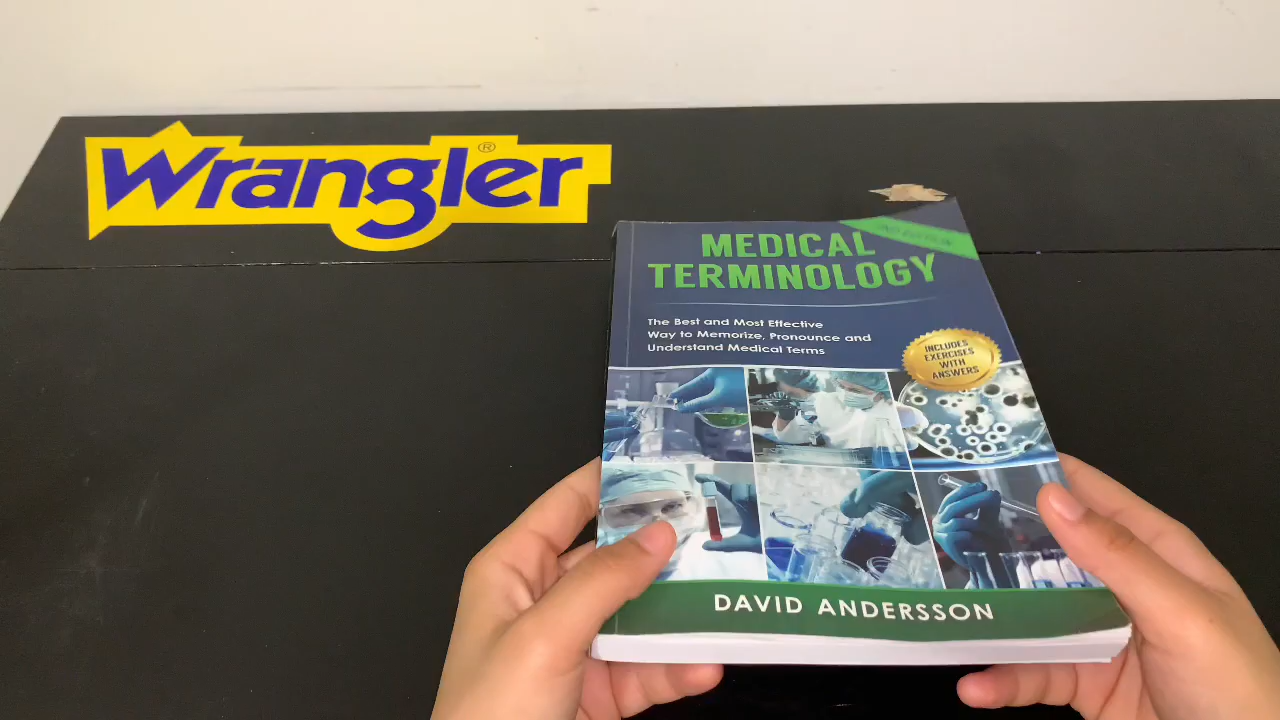 Wrangler®
MEDICAL
TERMINOLOGY
The Best and Most Effective
Way to Memorize, Pronounce and
Understand Medical Terms
INCLUDES
EXERCISES
WITH
ANSWERS
DAVID ANDERSSON